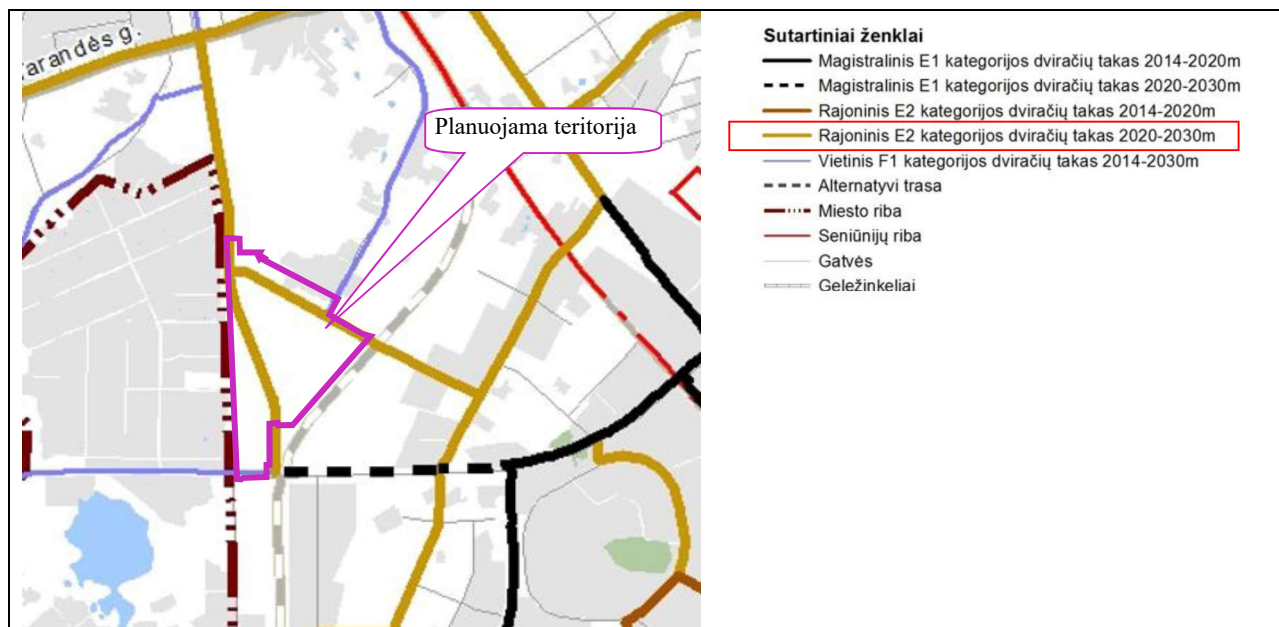 arandės g.
Planuojama teritorija
Sutartiniai ženklai
Magistralinis E1 kategorijos dviračių takas 2014-2020m
Magistralinis E1 kategorijos dviračių takas 2020-2030m
Rajoninis E2 kategorijos dviračių takas 2014-2020m
Rajoninis E2 kategorijos dviračių takas 2020-2030m
Vietinis F1 kategorijos dviračių takas 2014-2030m
Alternatyvi trasa
Miesto riba
Seniūnijų riba
Gatvės
Geležinkeliai